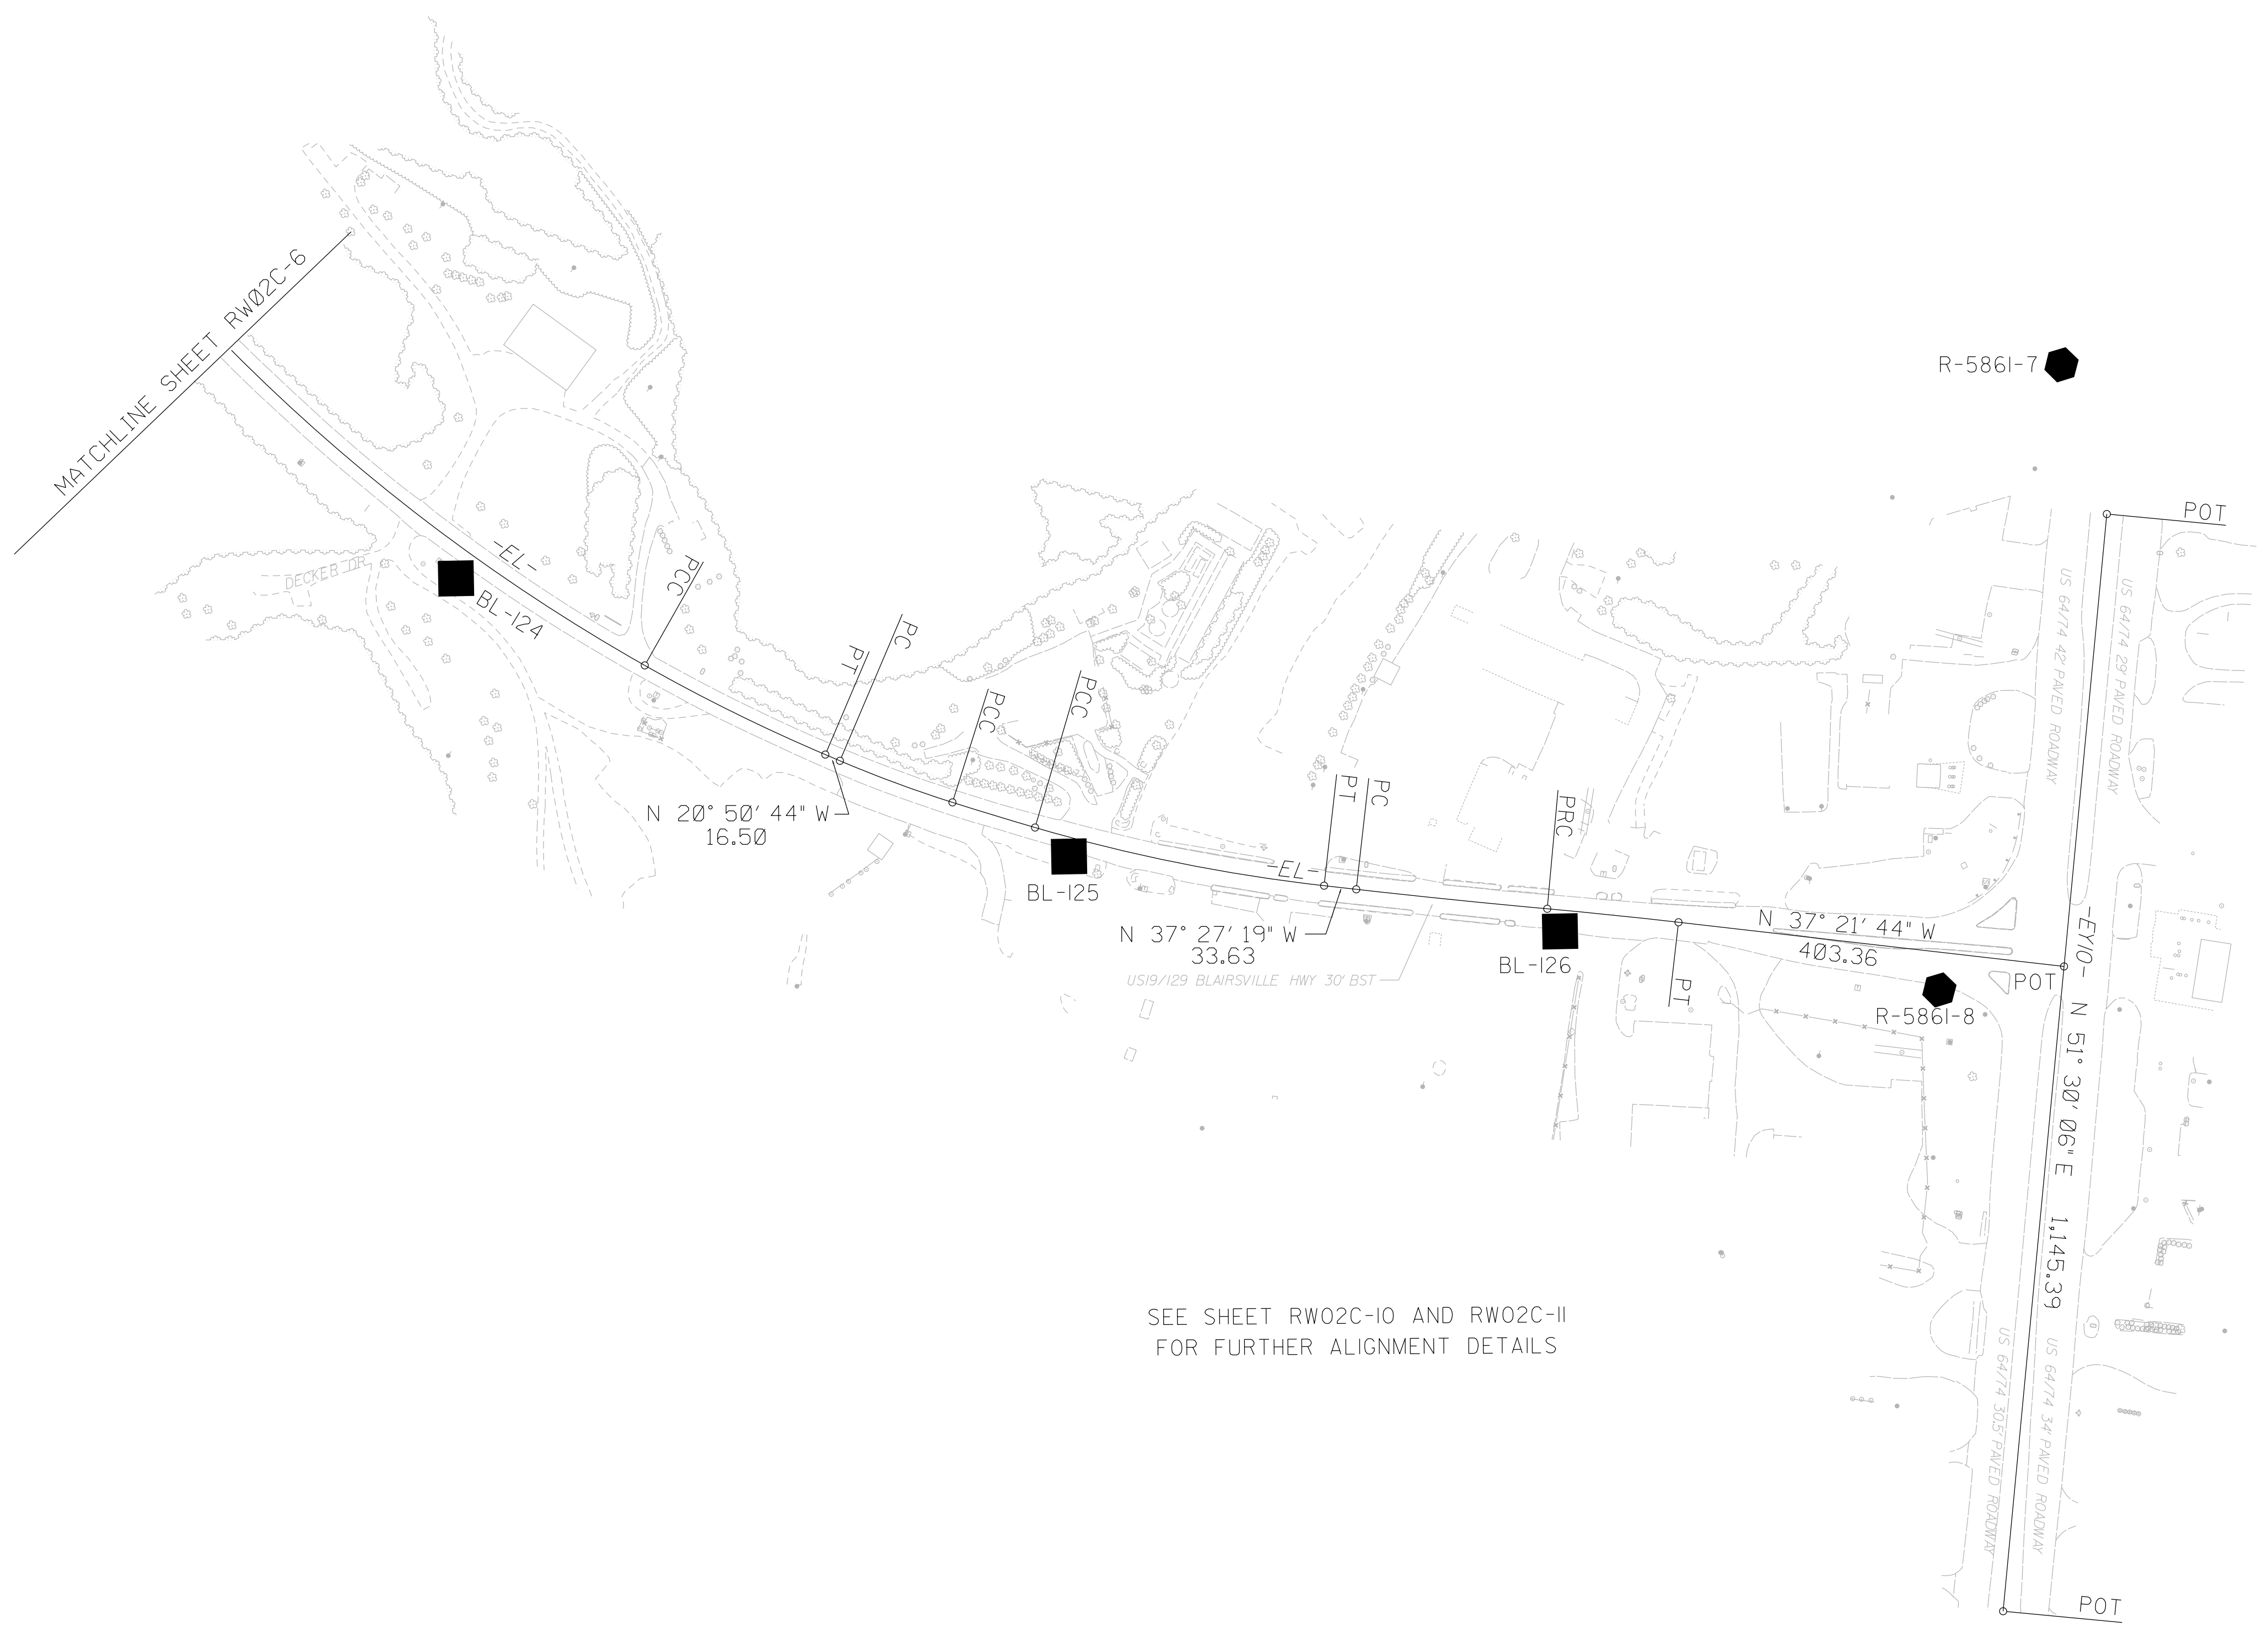 MATCHLINE SHEET RW02C-6
R-5861-7
POT
-EL-
DECKER DR
BL-124
PCC
PT
PC
PCC
PCC
N 20° 50' 44" W
16.50
BL-125
-EL-
PT
PC
PRC
N 37° 27' 19" W
33.63
US19/129 BLAIRSVILLE HWY 30' BST
BL-126
PT
N 37° 21' 44" W
403.36
POT
R-5861-8
US 64/74 42' PAVED ROADWAY
US 64/74 29' PAVED ROADWAY
-EY10- N 51° 30' 06" E 1,145.39
SEE SHEET RW02C-10 AND RW02C-11
FOR FURTHER ALIGNMENT DETAILS
US 64/74 30.5' PAVED ROADWAY
US 64/74 34' PAVED ROADWAY
POT